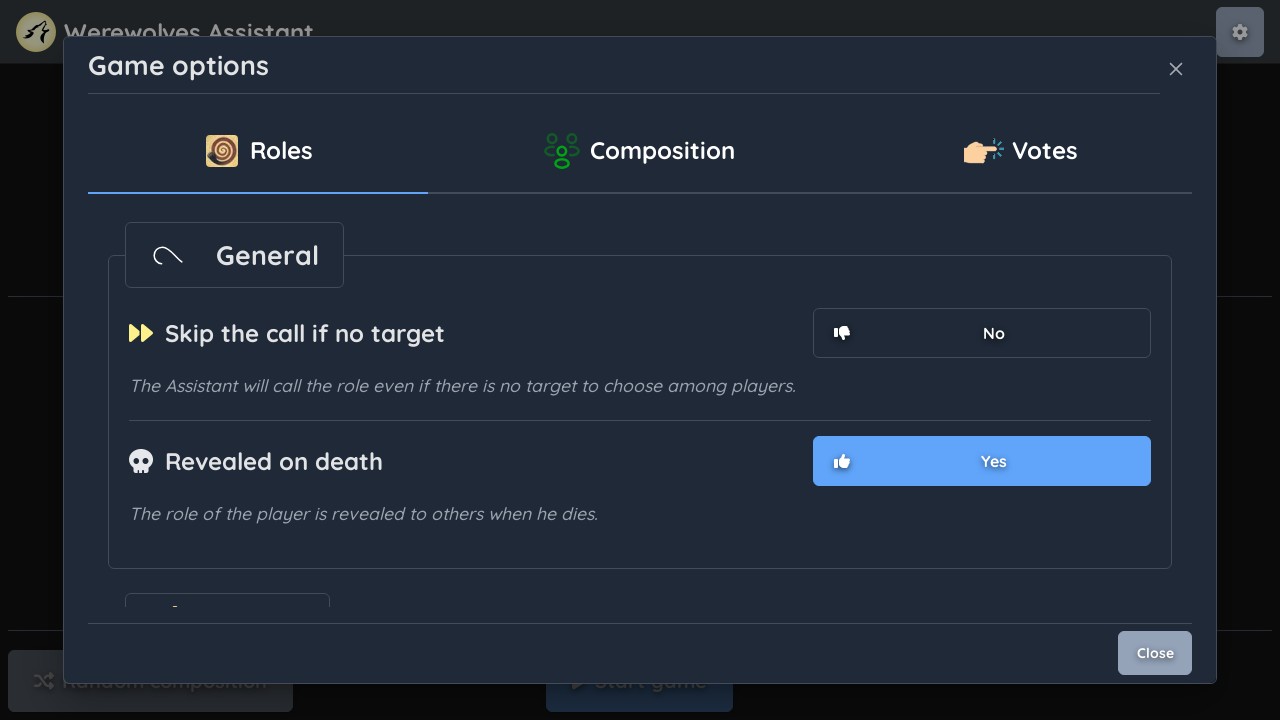 Werewolves Assistant
Game options
Roles
Composition
Votes
General
Skip the call if no target
No
The Assistant will call the role even if there is no target to choose among players.
Revealed on death
Yes
The role of the player is revealed to others when he dies.
Close
Random composition
Start game